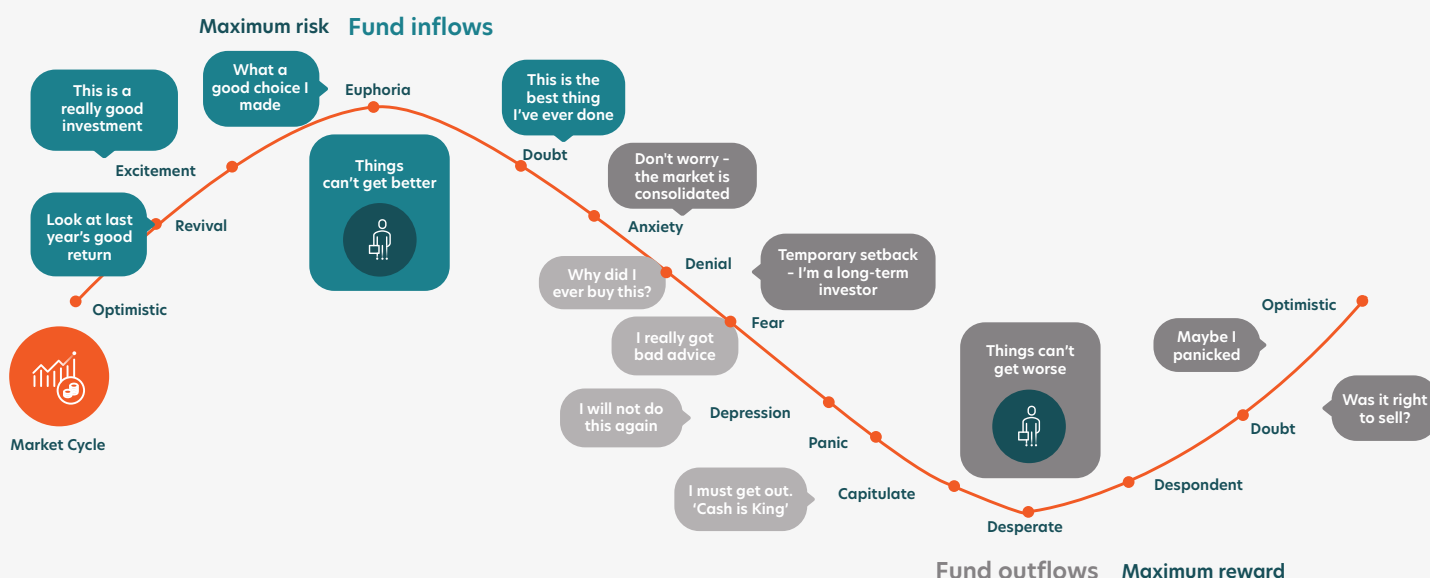 Maximum risk
Fund inflows
This is a
really good
investment
What a
good choice I
made
Euphoria
This is the
best thing
I've ever done
Excitement
Things
can't get better
Doubt
Don't worry –
the market is
consolidated
Look at last
year's good
return
Revival
Anxiety
Why did I
ever buy this?
Denial
Temporary setback
– I'm a long-term
investor
Optimistic
I really got
bad advice
Fear
Things can't
get worse
Maybe I
panicked
Optimistic
Market Cycle
I will not do
this again
Depression
Panic
Was it right
to sell?
Doubt
I must get out.
‘Cash is King’
Capitulate
Despondent
Desperate
Fund outflows
Maximum reward